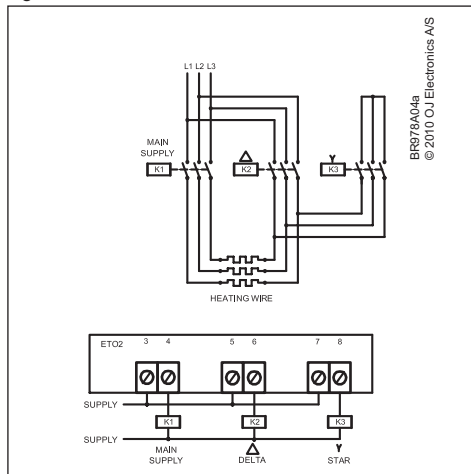 L1 L2 L3
BR978A04a
© 2010 OJ Electronics A/S
MAIN
SUPPLY
K1
K2
Y
K3
HEATING WIRE
ETO2
3 4 5 6 7 8
SUPPLY
K1 K2 K3
SUPPLY
MAIN
SUPPLY
DELTA
Y
STAR